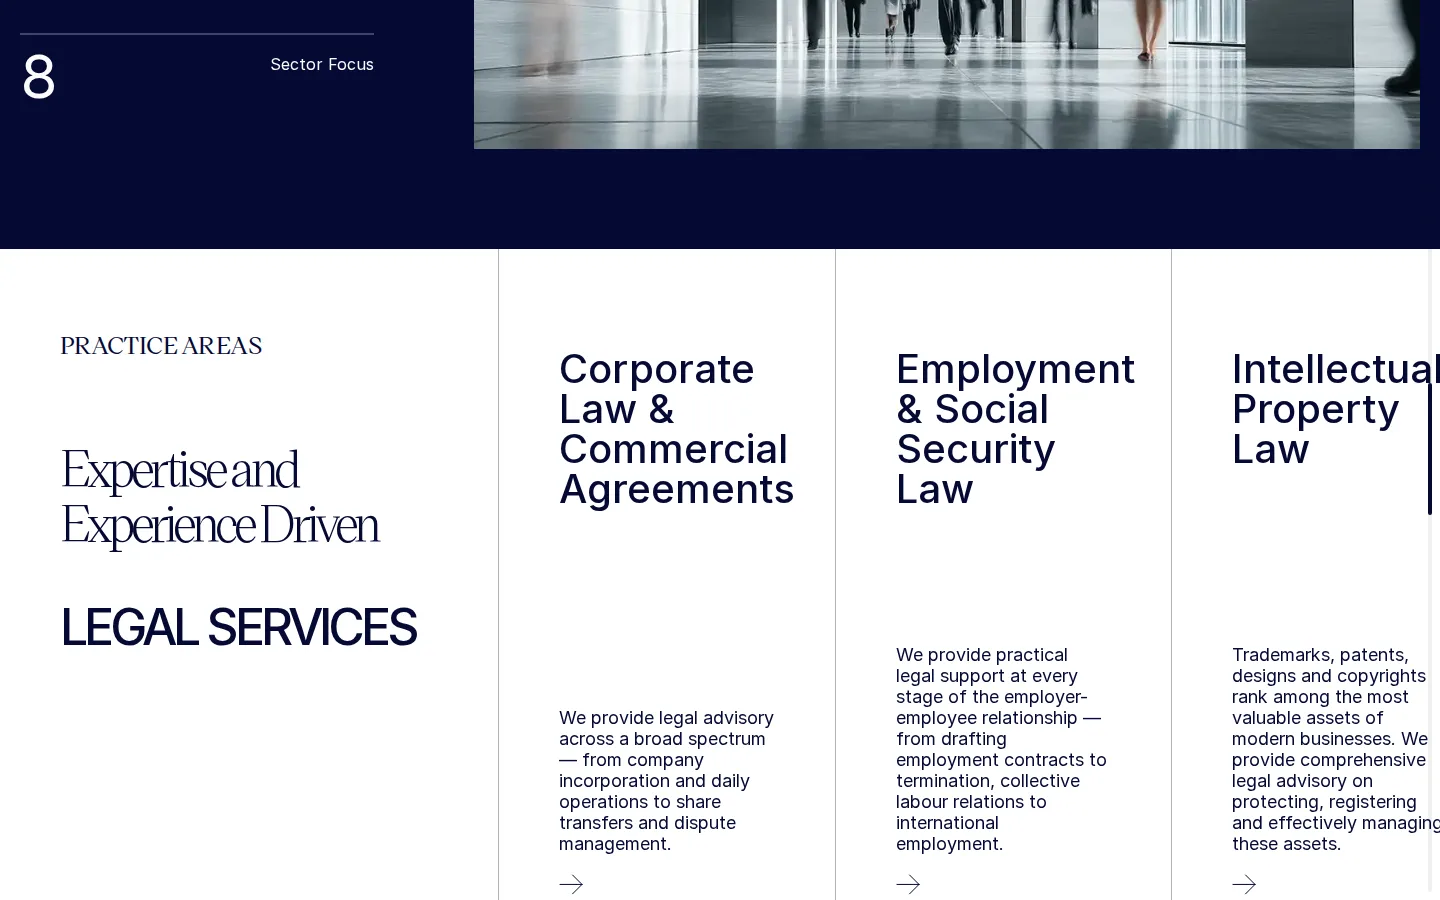 8
Sector Focus
PRACTICE AREAS
Expertise and
Experience Driven
LEGAL SERVICES
Corporate
Law &
Commercial
Agreements
We provide legal advisory
across a broad spectrum
— from company
incorporation and daily
operations to share
transfers and dispute
management.
Employment
& Social
Security
Law
We provide practical
legal support at every
stage of the employer-
employee relationship —
from drafting
employment contracts to
termination, collective
labour relations to
international
employment.
Intellectual
Property
Law
Trademarks, patents,
designs and copyrights
rank among the most
valuable assets of
modern businesses. We
provide comprehensive
legal advisory on
protecting, registering
and effectively managing
these assets.